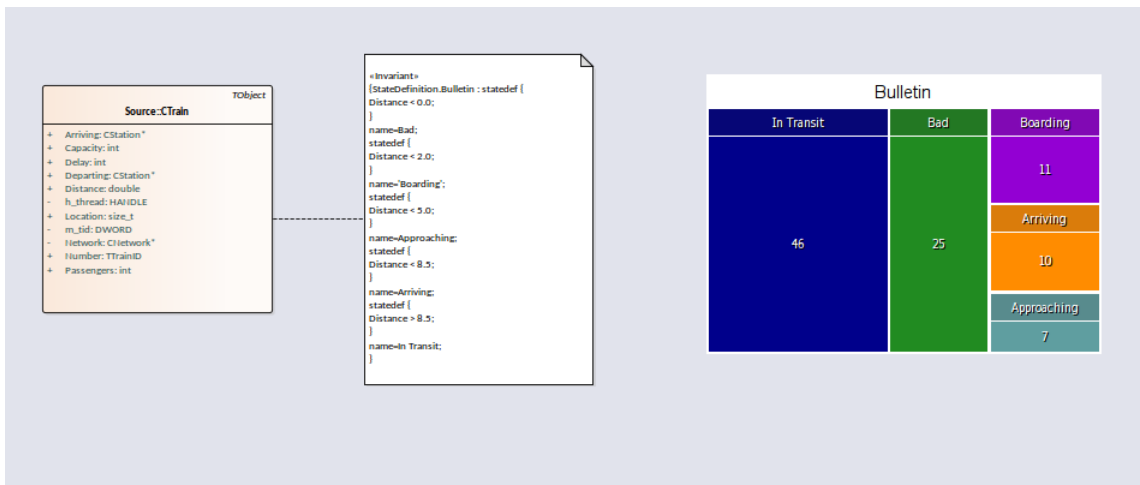 TObject
Source::CTrain
+ Arriving: CStation*
+ Capacity: int
+ Delay: int
+ Departing: CStation*
+ Distance: double
- h_thread: HANDLE
+ Location: size_t
- m_tid: DWORD
- Network: CNetwork*
+ Number: TTrainID
+ Passengers: int
«Invariant»
{StateDefinition.Bulletin : statedef {
Distance < 0.0;
}
name=Bad;
statedef {
Distance < 2.0;
}
name='Boarding';
statedef {
Distance < 5.0;
}
name=Approaching;
statedef {
Distance < 8.5;
}
name=Arriving;
statedef {
Distance > 8.5;
}
name=In Transit;
}
Bulletin
In Transit
46
Bad
25
Boarding
11
Arriving
10
Approaching
7